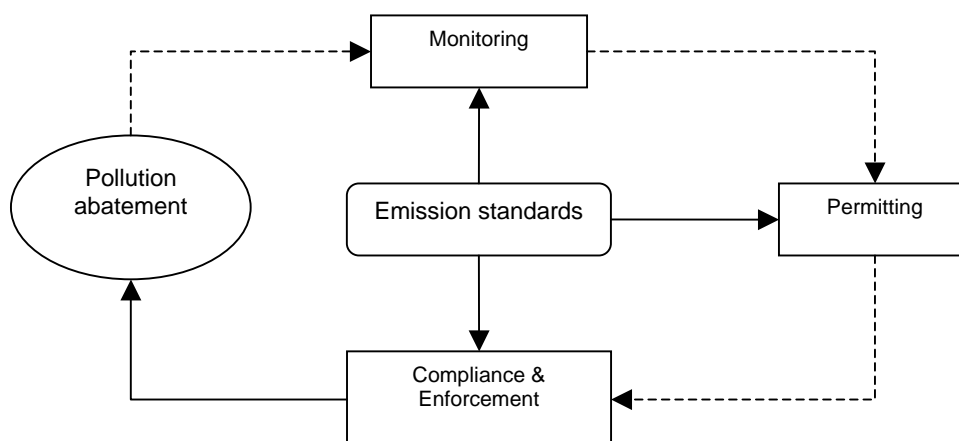 Monitoring
Pollution
abatement
Emission standards
Permitting
Compliance &
Enforcement